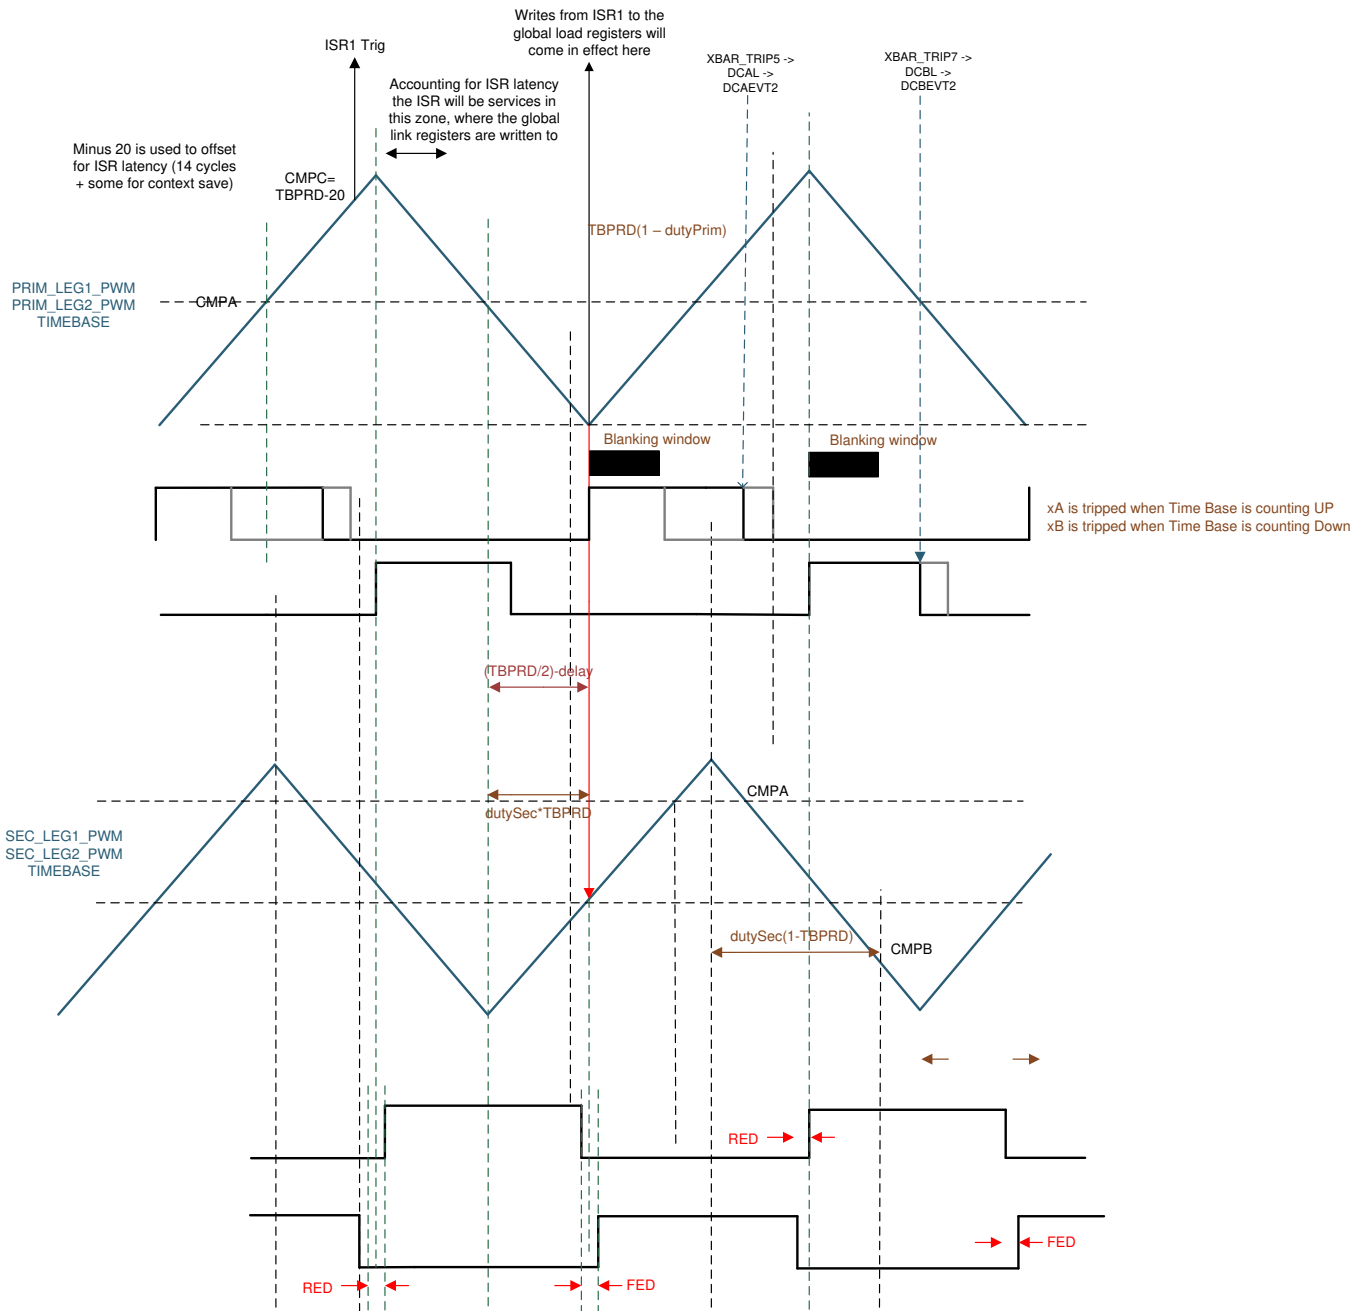 Writes from ISR1 to the
global load registers will
come in effect here
ISR1 Trig
XBAR_TRIP5 ->
DCAL ->
DCAEVT2
XBAR_TRIP7 ->
DCBL ->
DCBEVT2
Accounting for ISR latency
the ISR will be services in
this zone, where the global
link registers are written to
Minus 20 is used to offset
for ISR latency (14 cycles
+ some for context save)
CMPC=
TBPRD-20
TBPRD(1 – dutyPrim)
PRIM_LEG1_PWM
PRIM_LEG2_PWM
TIMEBASE
CMPA
Blanking window
Blanking window
xA is tripped when Time Base is counting UP
xB is tripped when Time Base is counting Down
(TBPRD/2)-delay
CMPA
dutySec*TBPRD
SEC_LEG1_PWM
SEC_LEG2_PWM
TIMEBASE
dutySec(1-TBPRD)
CMPB
RED
FED
RED
FED